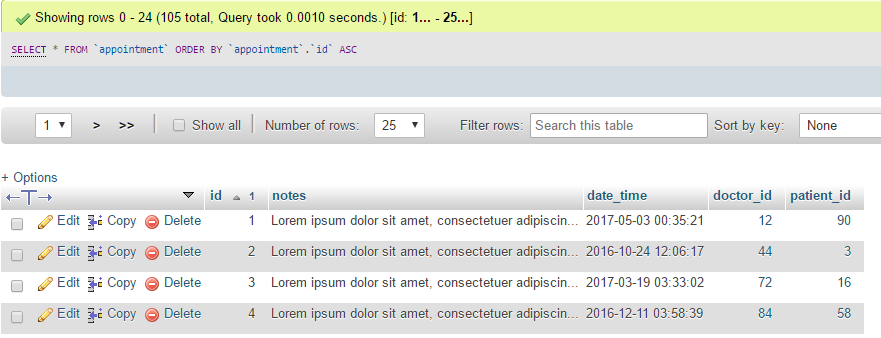 Showing rows 0 - 24 (105 total, Query took 0.0010 seconds.) [id: 1... - 25...]
SELECT * FROM `appointment` ORDER BY `appointment`.`id` ASC
1 > >> Show all Number of rows: 25 Filter rows: Search this table Sort by key: None
+ Options
id 1 notes date_time doctor_id patient_id
Edit Copy Delete 1 Lorem ipsum dolor sit amet, consectetuer adipiscin... 2017-05-03 00:35:21 12 90
Edit Copy Delete 2 Lorem ipsum dolor sit amet, consectetuer adipiscin... 2016-10-24 12:06:17 44 3
Edit Copy Delete 3 Lorem ipsum dolor sit amet, consectetuer adipiscin... 2017-03-19 03:33:02 72 16
Edit Copy Delete 4 Lorem ipsum dolor sit amet, consectetuer adipiscin... 2016-12-11 03:58:39 84 58